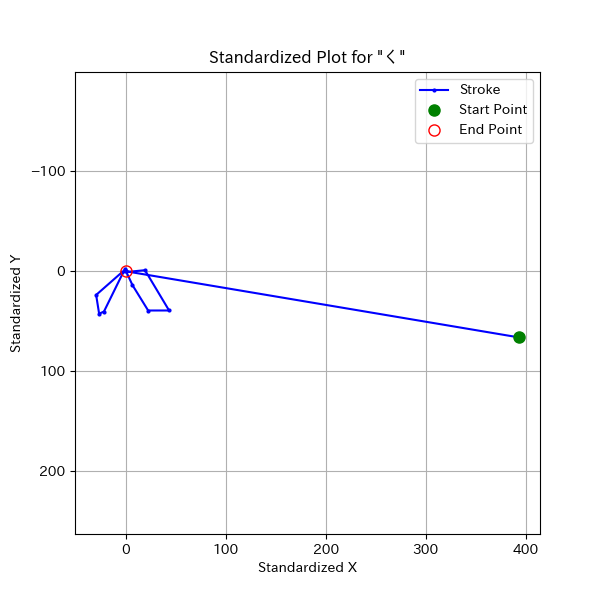 Standardized Plot for "く"
Stroke
Start Point
End Point
−100
0
100
200
Standardized Y
0 100 200 300 400
Standardized X